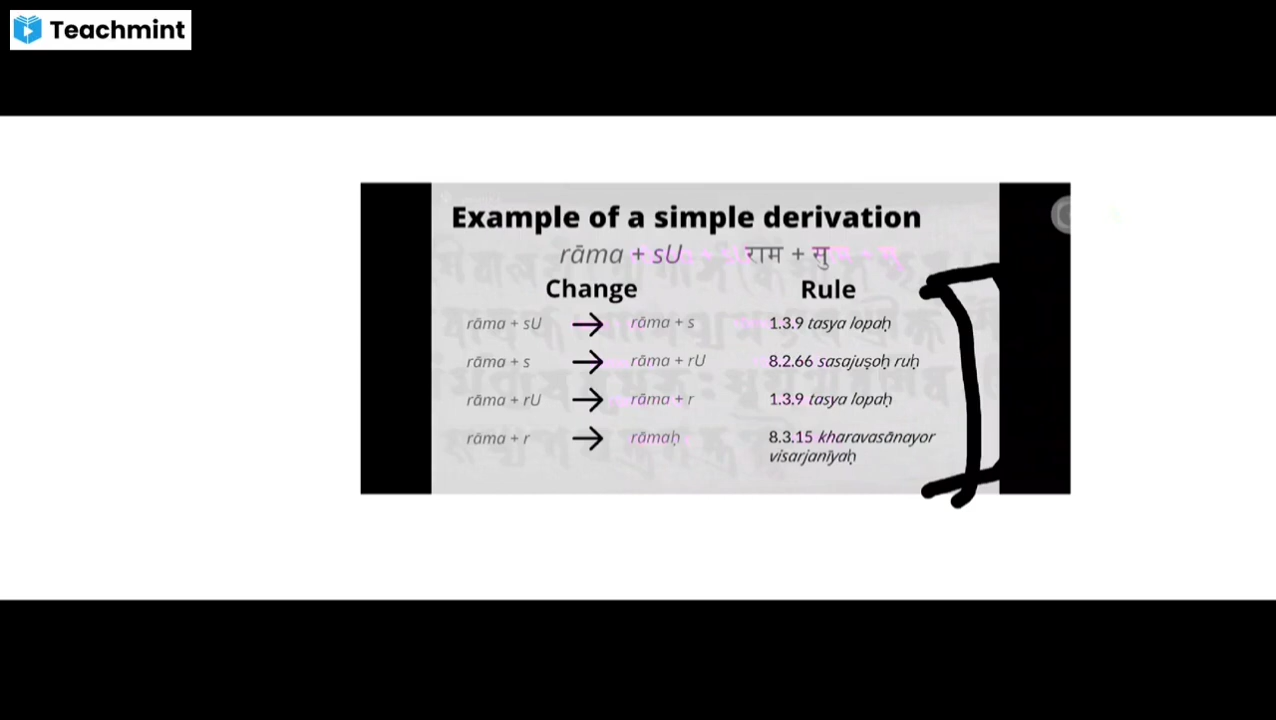 Teachmint
Example of a simple derivation
rāma + sU राम + सु
Change Rule
rāma + sU → rāma + s 1.3.9 tasya lopaḥ
rāma + s → rāma + rU 8.2.66 sasajuṣoḥ ruḥ
rāma + rU → rāma + r 1.3.9 tasya lopaḥ
rāma + r → rāmaḥ 8.3.15 kharavasānayor
visarjanīyaḥ